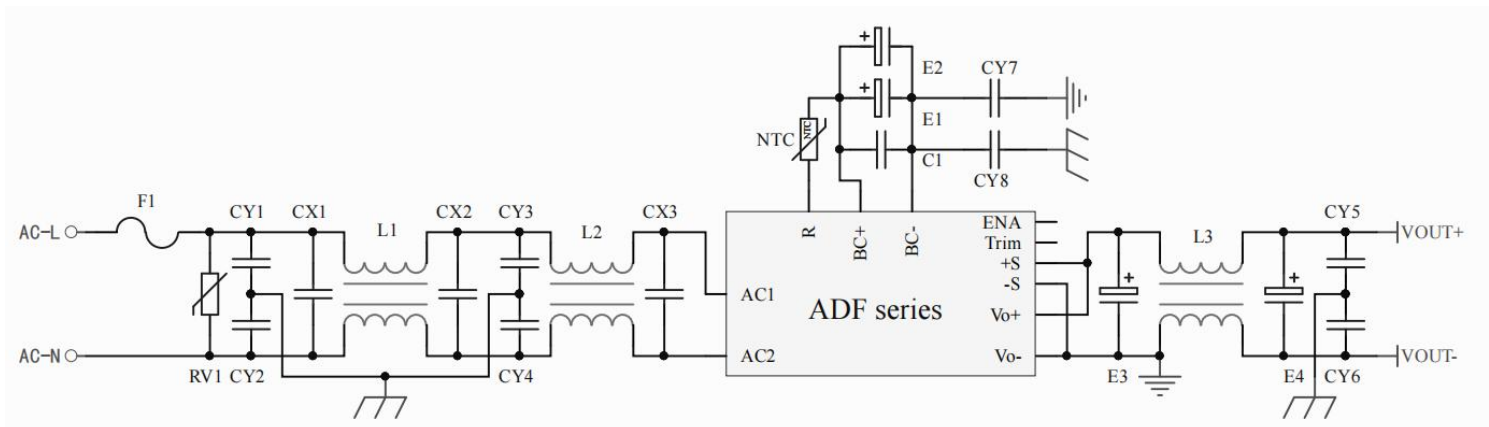 E2
CY7
E1
NTC
NTC
C1
CY8
F1
AC-L
CY1
CX1
L1
CX2
CY3
L2
CX3
R
BC+
BC-
ENA
Trim
+S
-S
Vo+
Vo-
AC1
AC2
ADF series
L3
CY5
VOUT+
AC-N
RV1
CY2
CY4
E3
E4
CY6
VOUT-
+
+
+
+